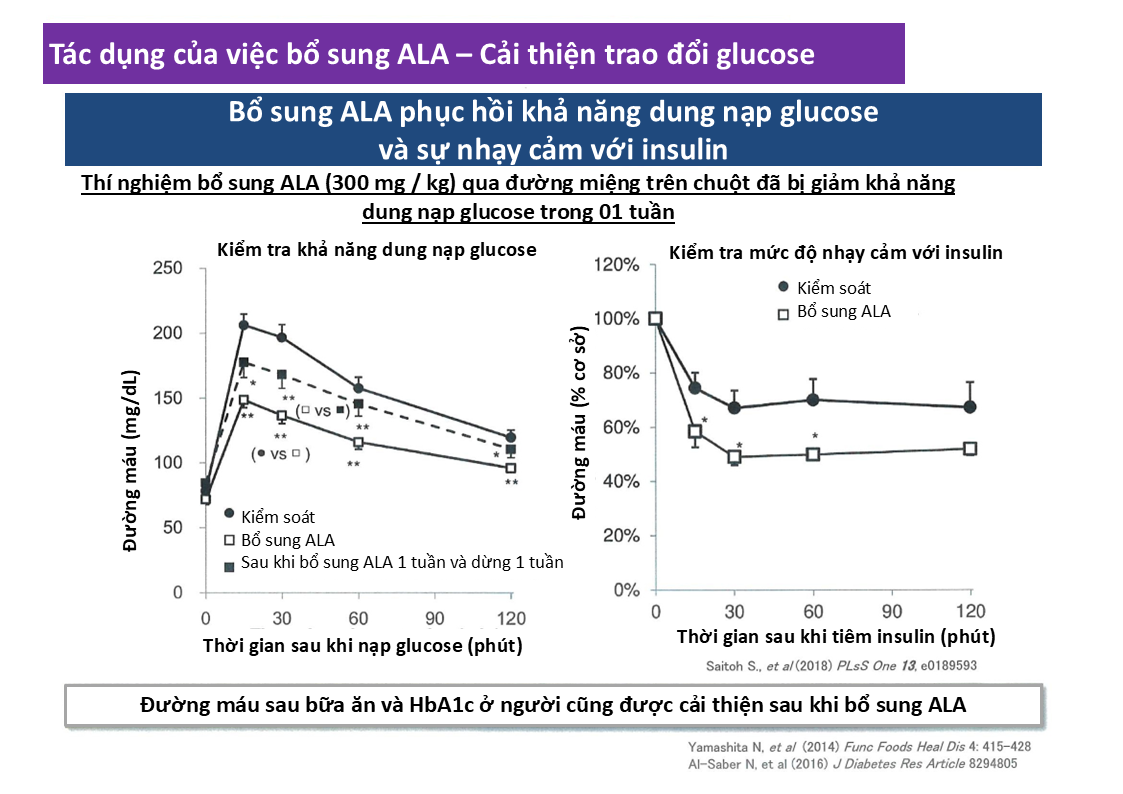 Tác dụng của việc bổ sung ALA – Cải thiện trao đổi glucose
Bổ sung ALA phục hồi khả năng dung nạp glucose
và sự nhạy cảm với insulin
Thí nghiệm bổ sung ALA (300 mg / kg) qua đường miệng trên chuột đã bị giảm khả năng
dung nạp glucose trong 01 tuần
Kiểm tra khả năng dung nạp glucose
250
200
150
100
50
0
Đường máu (mg/dL)
*
**
** 
(□ vs ■)
**
**
**
*
**
(● vs □ )
Kiểm soát
Bổ sung ALA
Sau khi bổ sung ALA 1 tuần và dừng 1 tuần
0 30 60 90 120
Thời gian sau khi nạp glucose (phút)
Kiểm tra mức độ nhạy cảm với insulin
120%
100%
80%
60%
40%
20%
0%
Đường máu (% cơ sở)
Kiểm soát
Bổ sung ALA
*
*
*
0 30 60 90 120
Thời gian sau khi tiêm insulin (phút)
Saitoh S., et al (2018) PLsS One 13, e0189593
Đường máu sau bữa ăn và HbA1c ở người cũng được cải thiện sau khi bổ sung ALA
Yamashita N, et al (2014) Func Foods Heal Dis 4: 415-428
Al-Saber N, et al (2016) J Diabetes Res Article 8294805